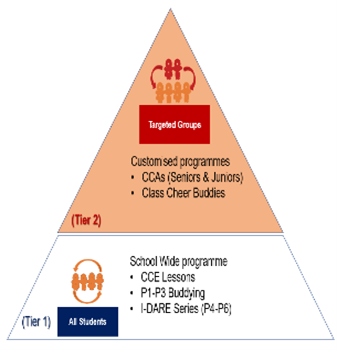 Targeted Groups
Customised programmes
• CCAs (Seniors & Juniors)
• Class Cheer Buddies
(Tier 2)
School Wide programme
• CCE Lessons
• P1-P3 Buddying
• I-DARE Series (P4-P6)
(Tier 1)
All Students